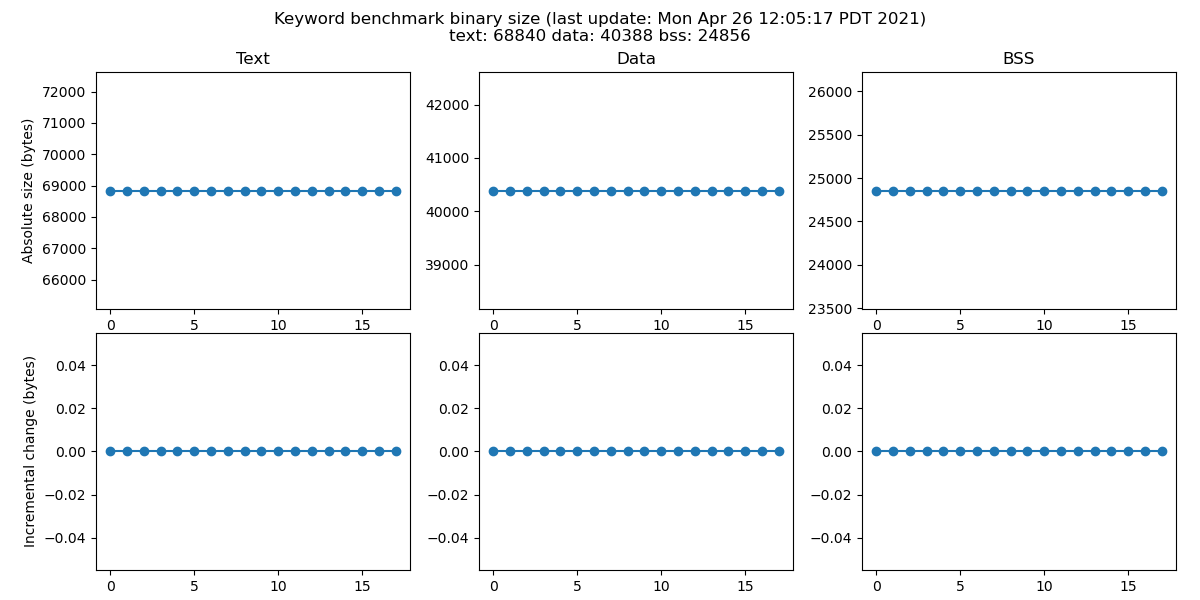 Keyword benchmark binary size (last update: Mon Apr 26 12:05:17 PDT 2021)
text: 68840 data: 40388 bss: 24856
Text
Data
BSS
Absolute size (bytes)
72000
71000
70000
69000
68000
67000
66000
0 5 10 15
42000
41000
40000
39000
0 5 10 15
26000
25500
25000
24500
24000
23500
0 5 10 15
Incremental change (bytes)
0.04
0.02
0.00
−0.02
−0.04
0 5 10 15
0.04
0.02
0.00
−0.02
−0.04
0 5 10 15
0.04
0.02
0.00
−0.02
−0.04
0 5 10 15